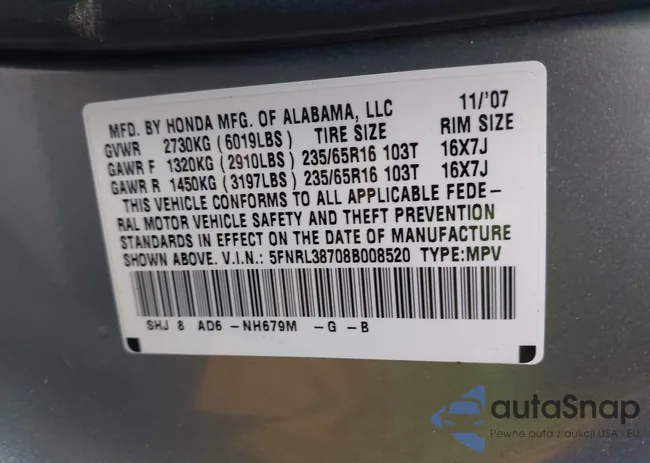 MFD. BY HONDA MFG. OF ALABAMA, LLC 11/'07
GVWR 2730KG (6019LBS) TIRE SIZE RIM SIZE
GAWR F 1320KG (2910LBS) 235/65R16 103T 16X7J
GAWR R 1450KG (3197LBS) 235/65R16 103T 16X7J
THIS VEHICLE CONFORMS TO ALL APPLICABLE FEDE-
RAL MOTOR VEHICLE SAFETY AND THEFT PREVENTION
STANDARDS IN EFFECT ON THE DATE OF MANUFACTURE
SHOWN ABOVE. V.I.N.: 5FNRL38708B008520 TYPE:MPV
SHJ 8 AD6 -NH679M -G -B
autaSnap
Pewne auta z aukcji USA - EU